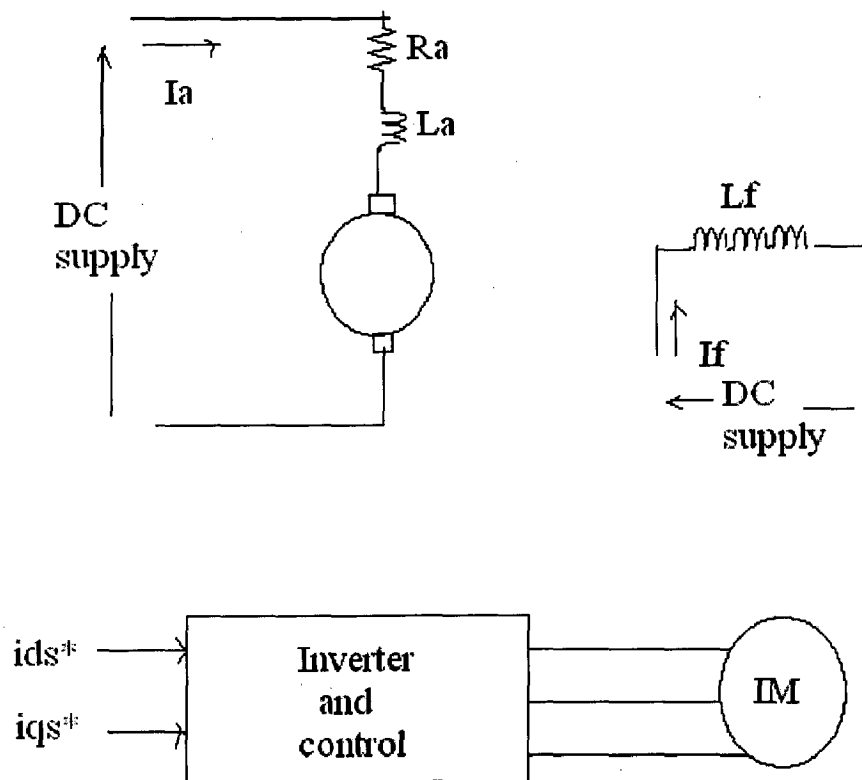 Ra
Ia
La
DC
supply
Lf
If
DC
supply
ids*
iqs*
Inverter
and
control
IM